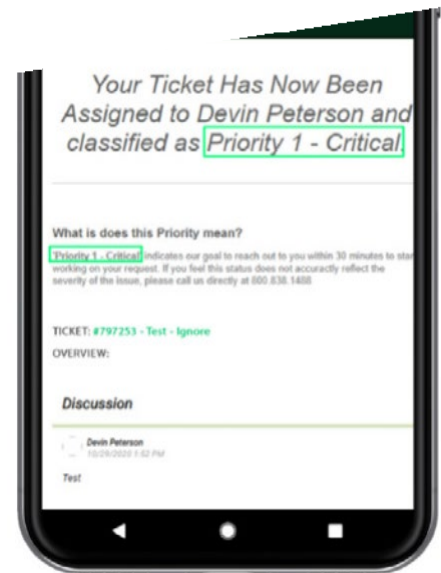 Your Ticket Has Now Been
Assigned to Devin Peterson and
classified as Priority 1 - Critical.
What is does this Priority mean?
'Priority 1 - Critical' indicates our goal to reach out to you within 30 minutes to star
working on your request. If you feel this status does not accuractly reflect the
severity of the issue, please call us directly at 800.838.1488
TICKET: #797253 - Test - Ignore
OVERVIEW:
Discussion
Devin Peterson
10/29/2020 1:52 PM
Test